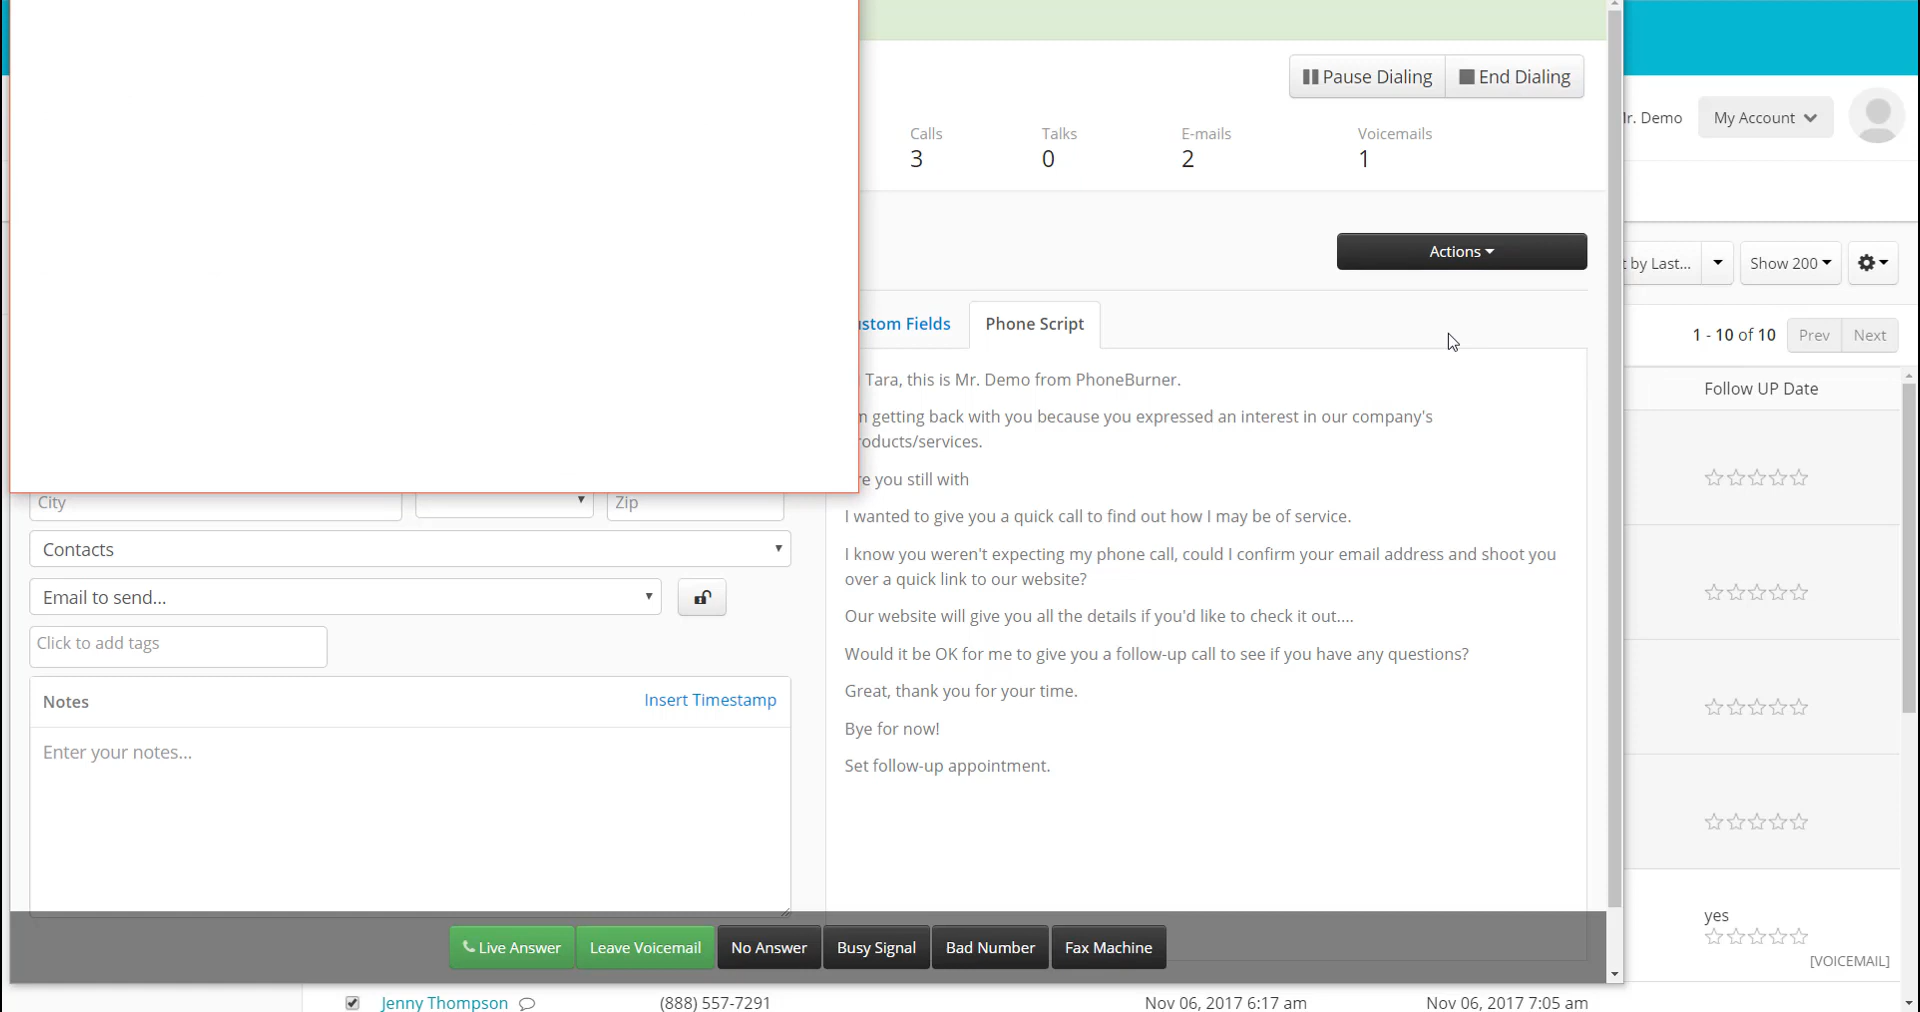 Pause Dialing
End Dialing
Mr. Demo
My Account
Calls
Talks
E-mails
Voicemails
3
0
2
1
Actions
by Last...
Show 200
1 - 10 of 10
Prev
Next
Phone Script
Follow UP Date
Tara, this is Mr. Demo from PhoneBurner.
getting back with you because you expressed an interest in our company's
products/services.
you still with
I wanted to give you a quick call to find out how I may be of service.
I know you weren't expecting my phone call, could I confirm your email address and shoot you
over a quick link to our website?
Our website will give you all the details if you'd like to check it out....
Would it be OK for me to give you a follow-up call to see if you have any questions?
Great, thank you for your time.
Bye for now!
Set follow-up appointment.
City
Zip
Contacts
Email to send...
Click to add tags
Notes
Insert Timestamp
Enter your notes...
yes
[VOICEMAIL]
Live Answer
Leave Voicemail
No Answer
Busy Signal
Bad Number
Fax Machine
Jenny Thompson
(888) 557-7291
Nov 06, 2017 6:17 am
Nov 06, 2017 7:05 am